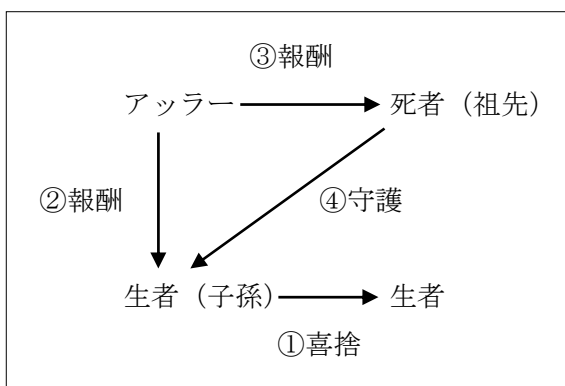 ③報酬
アッラー 死者（祖先）
②報酬 ④守護
生者（子孫） 生者
①喜捨